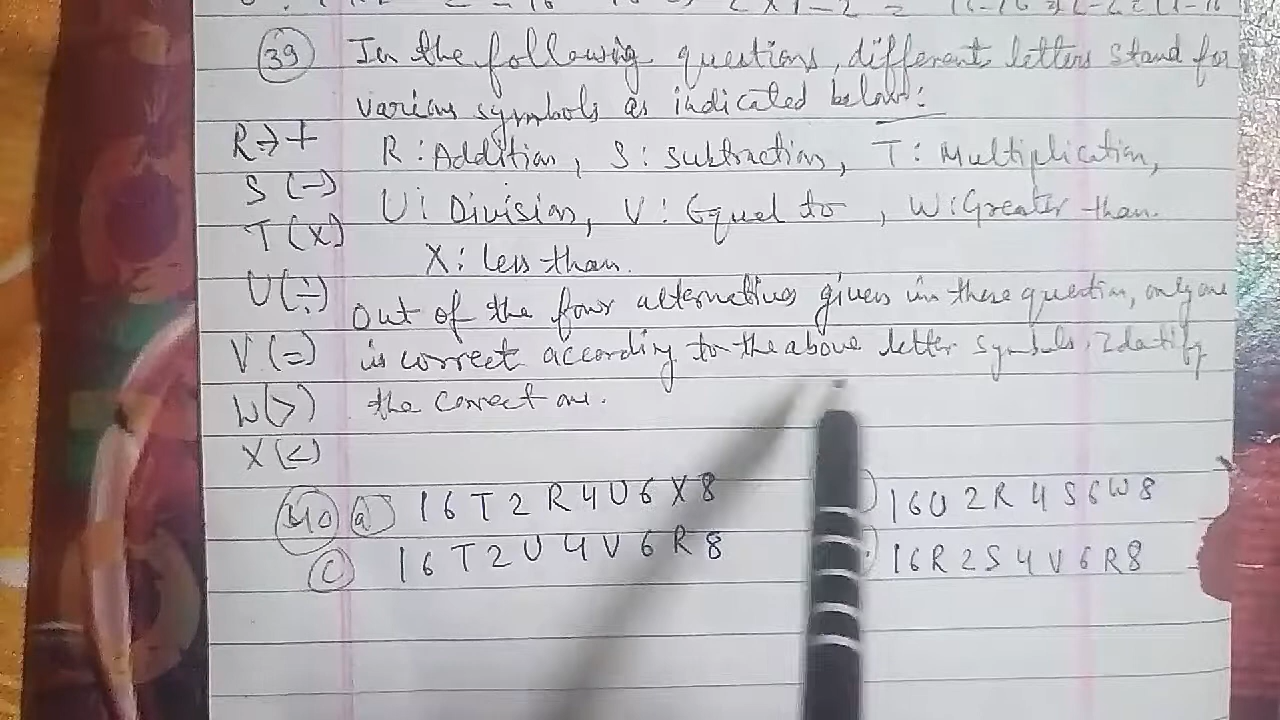 39 In the following questions, different letters stand for
various symbols as indicated below:
R→+ R : Addition, S : Subtraction, T : Multiplication,
S (-)
U : Division, V : Equal to, W : Greater than.
T (x)
X : less than.
U (÷) out of the four alternatives given in these question, only one
V (=) is correct according to the above letter symbols. Identify
W (>) the correct one.
X (<)
40 a) 16 T 2 R 4 U 6 X 8 ) 16 U 2 R 4 S 6 W 8
c) 16 T 2 U 4 V 6 R 8 ) 16 R 2 S 4 V 6 R 8